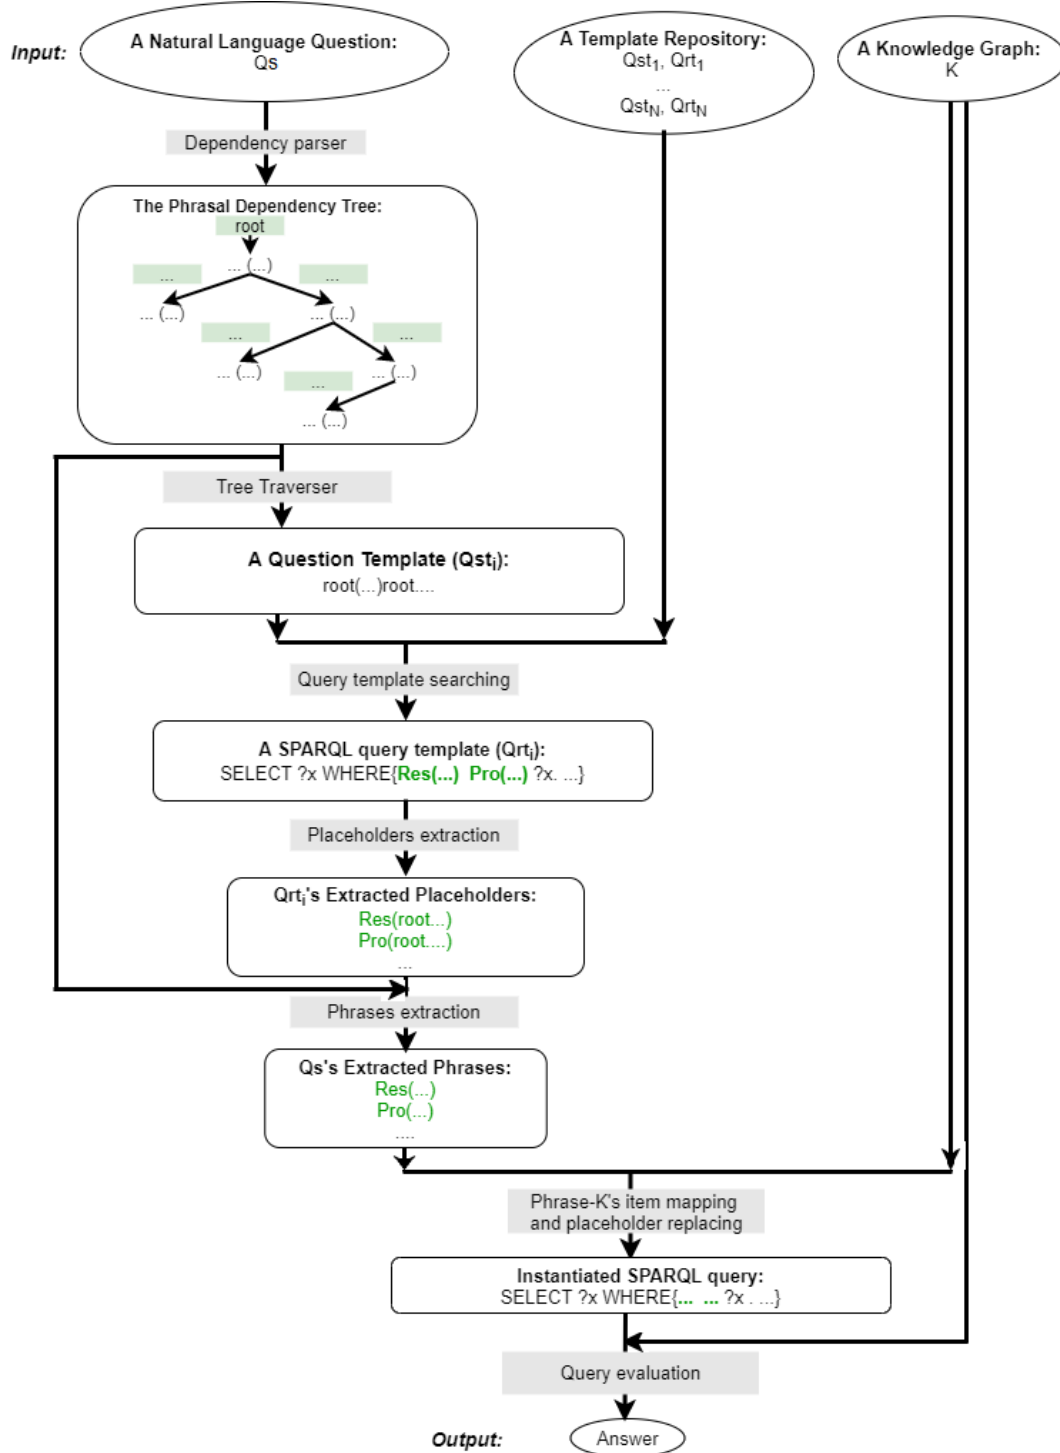 Input:
A Natural Language Question:
Qs
A Template Repository:
Qst1, Qrt1
...
QstN, QrtN
A Knowledge Graph:
K
Dependency parser
The Phrasal Dependency Tree:
root
... (...)
... ...
... (...) ... (...)
... ...
... (...) ... (...)
...
... (...)
Tree Traverser
A Question Template (Qsti):
root(...)root....
Query template searching
A SPARQL query template (Qrti):
SELECT ?x WHERE{Res(...) Pro(...) ?x. ...}
Placeholders extraction
Qrti's Extracted Placeholders:
Res(root...)
Pro(root....)
...
Phrases extraction
Qs's Extracted Phrases:
Res(...)
Pro(...)
....
Phrase-K's item mapping
and placeholder replacing
Instantiated SPARQL query:
SELECT ?x WHERE{... ... ?x . ...}
Query evaluation
Output:
Answer